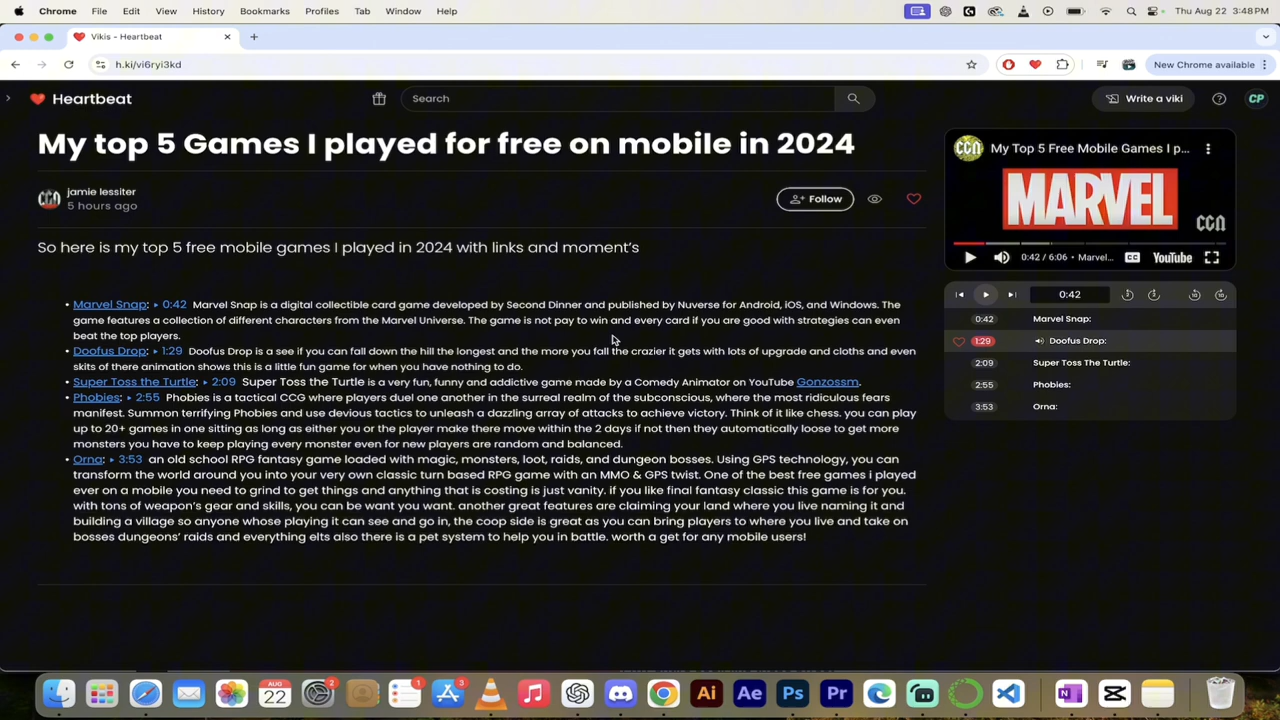 Chrome File Edit View History Bookmarks Profiles Tab Window Help Thu Aug 22 3:48 PM
Vikis - Heartbeat
h.ki/vi6ryi3kd New Chrome available
Heartbeat Search Write a viki CP
My top 5 Games I played for free on mobile in 2024
jamie lessiter
5 hours ago
Follow
So here is my top 5 free mobile games I played in 2024 with links and moment's
• Marvel Snap: ▸ 0:42 Marvel Snap is a digital collectible card game developed by Second Dinner and published by Nuverse for Android, iOS, and Windows. The
game features a collection of different characters from the Marvel Universe. The game is not pay to win and every card if you are good with strategies can even
beat the top players.
• Doofus Drop: ▸ 1:29 Doofus Drop is a see if you can fall down the hill the longest and the more you fall the crazier it gets with lots of upgrade and cloths and even
skits of there animation shows this is a little fun game for when you have nothing to do.
• Super Toss the Turtle: ▸ 2:09 Super Toss the Turtle is a very fun, funny and addictive game made by a Comedy Animator on YouTube Gonzossm.
• Phobies: ▸ 2:55 Phobies is a tactical CCG where players duel one another in the surreal realm of the subconscious, where the most ridiculous fears
manifest. Summon terrifying Phobies and use devious tactics to unleash a dazzling array of attacks to achieve victory. Think of it like chess. you can play
up to 20+ games in one sitting as long as either you or the player make there move within the 2 days if not then they automatically loose to get more
monsters you have to keep playing every monster even for new players are random and balanced.
• Orna: ▸ 3:53 an old school RPG fantasy game loaded with magic, monsters, loot, raids, and dungeon bosses. Using GPS technology, you can
transform the world around you into your very own classic turn based RPG game with an MMO & GPS twist. One of the best free games i played
ever on a mobile you need to grind to get things and anything that is costing is just vanity. if you like final fantasy classic this game is for you.
with tons of weapon's gear and skills, you can be want you want. another great features are claiming your land where you live naming it and
building a village so anyone whose playing it can see and go in, the coop side is great as you can bring players to where you live and take on
bosses dungeons' raids and everything elts also there is a pet system to help you in battle. worth a get for any mobile users!
CCN My Top 5 Free Mobile Games I p...
MARVEL
CCN
0:42 / 6:06 • Marvel... CC YouTube
0:42 5 5 10 10
0:42 Marvel Snap:
1:29 Doofus Drop:
2:09 Super Toss The Turtle:
2:55 Phobies:
3:53 Orna:
AUG 22 2 1 3 Ai Ae Ps Pr